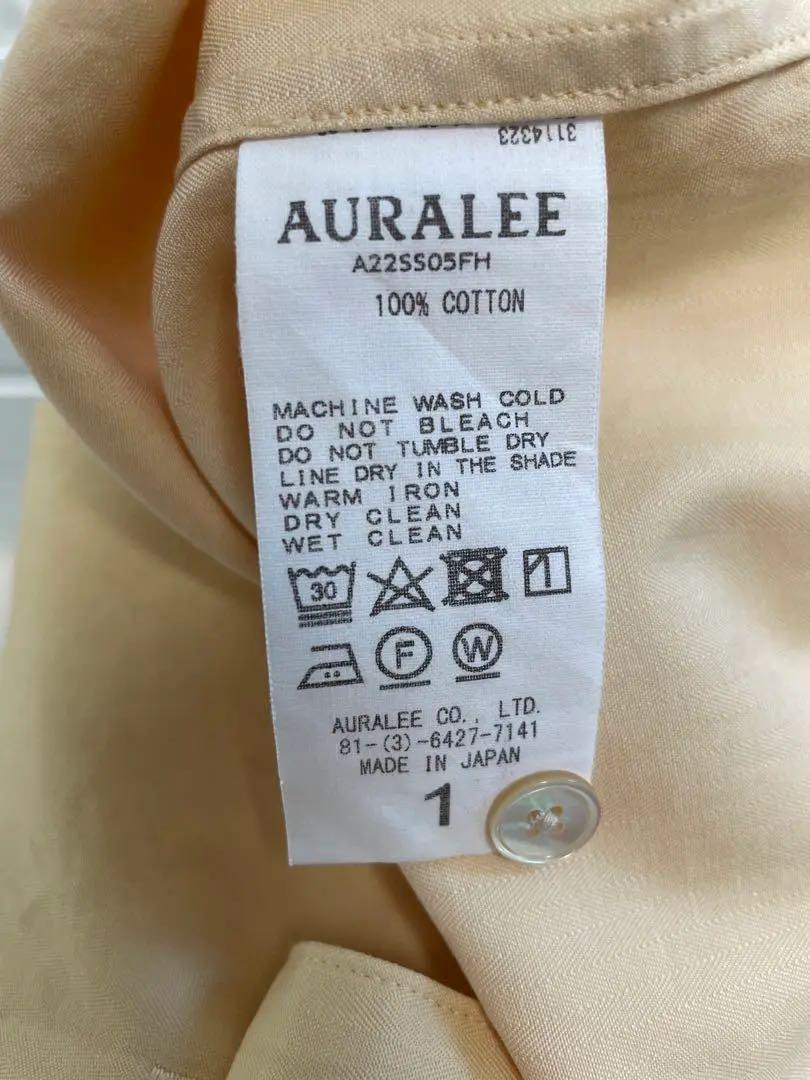 3114323
AURALEE
A22SS05FH
100% COTTON
MACHINE WASH COLD
DO NOT BLEACH
DO NOT TUMBLE DRY
LINE DRY IN THE SHADE
WARM IRON
DRY CLEAN
WET CLEAN
30
F W
AURALEE CO., LTD.
81-(3)-6427-7141
MADE IN JAPAN
1